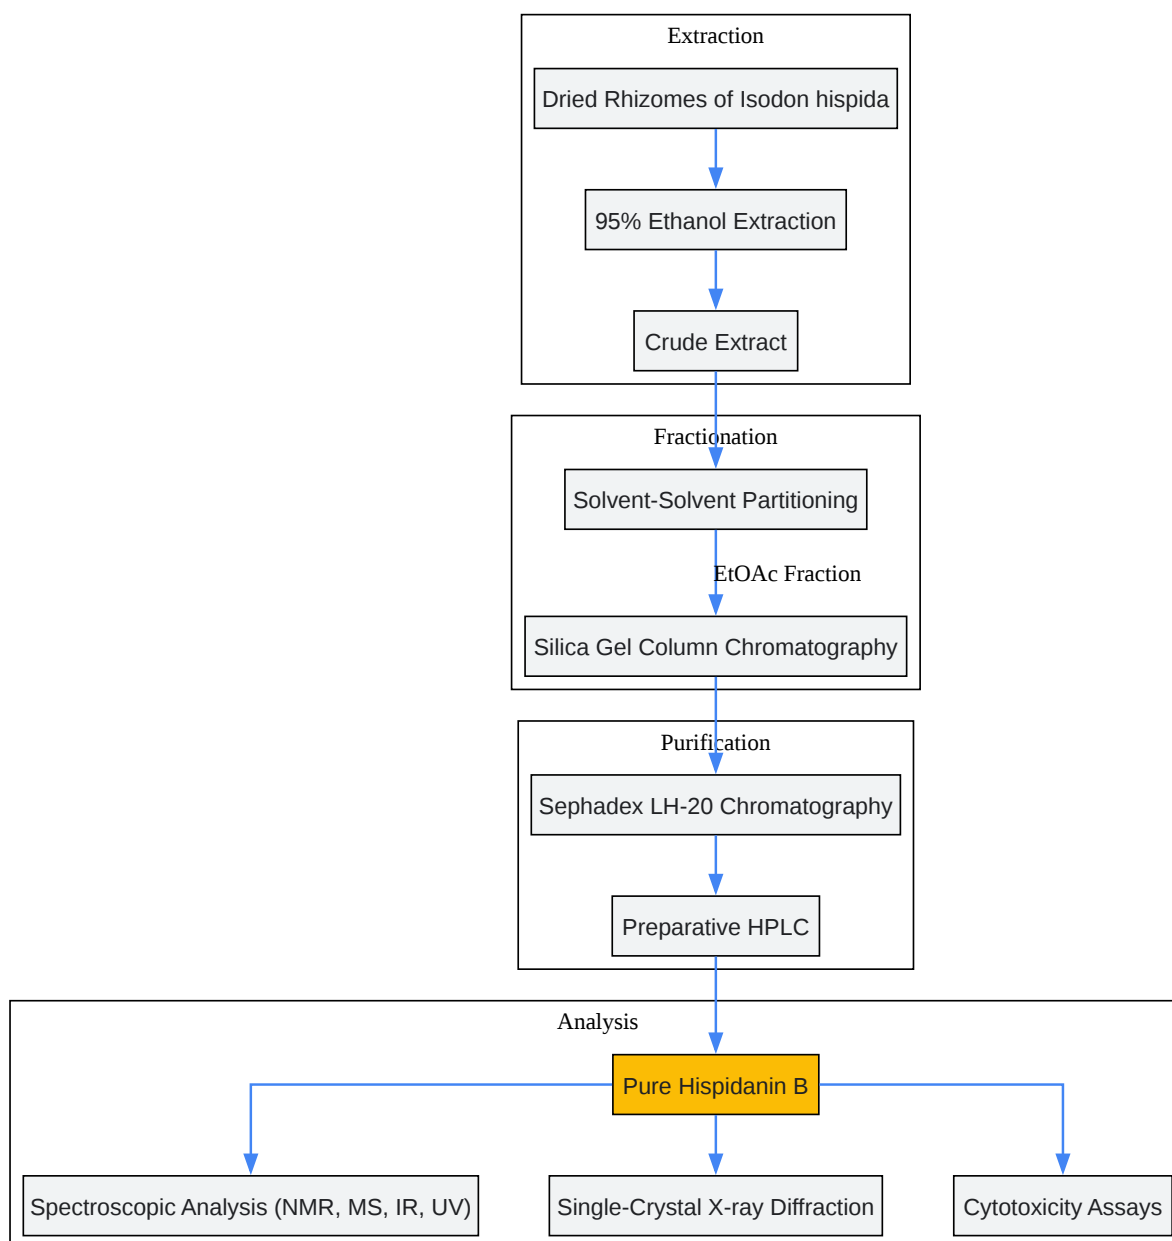 Extraction
Dried Rhizomes of Isodon hispida
95% Ethanol Extraction
Crude Extract
Fractionation
Solvent-Solvent Partitioning
EtOAc Fraction
Silica Gel Column Chromatography
Purification
Sephadex LH-20 Chromatography
Preparative HPLC
Analysis
Pure Hispidanin B
Spectroscopic Analysis (NMR, MS, IR, UV)
Single-Crystal X-ray Diffraction
Cytotoxicity Assays